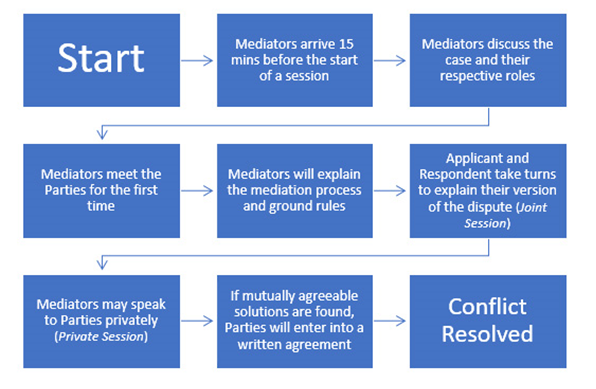 Start
Mediators arrive 15
mins before the start
of a session
Mediators discuss the
case and their
respective roles
Mediators meet the
Parties for the first
time
Mediators will explain
the mediation process
and ground rules
Applicant and
Respondent take turns
to explain their version
of the dispute (Joint
Session)
Mediators may speak
to Parties privately
(Private Session)
If mutually agreeable
solutions are found,
Parties will enter into a
written agreement
Conflict
Resolved